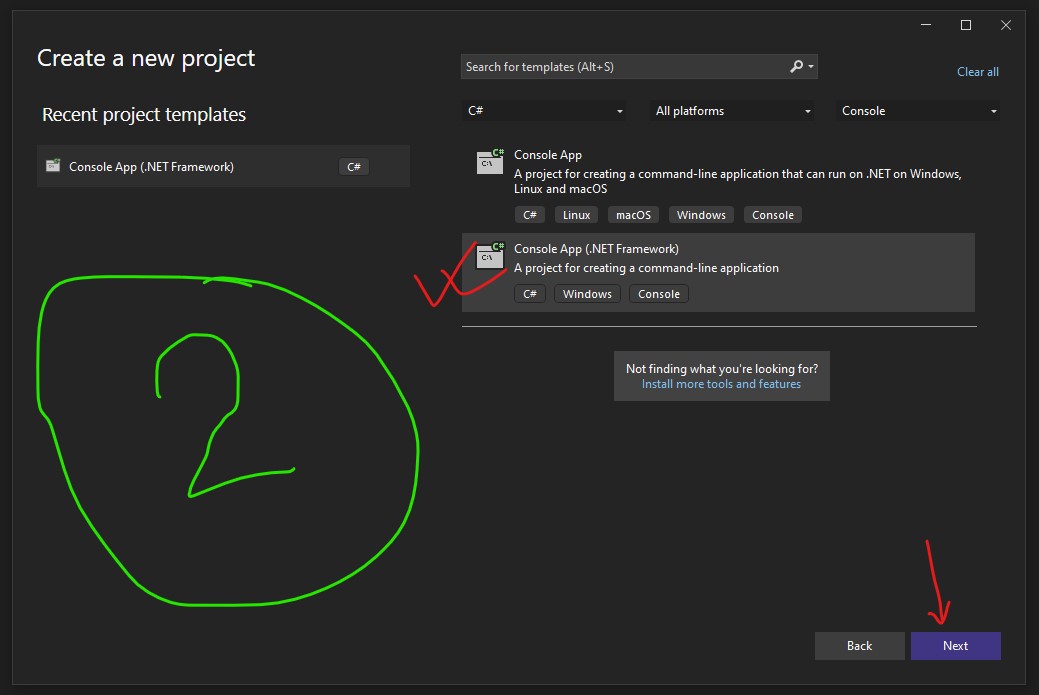 Create a new project
Search for templates (Alt+S)
Clear all
Recent project templates
C#
All platforms
Console
Console App (.NET Framework)
C#
C#
C:\
Console App
A project for creating a command-line application that can run on .NET on Windows,
Linux and macOS
C#
Linux
macOS
Windows
Console
C#
C:\
Console App (.NET Framework)
A project for creating a command-line application
C#
Windows
Console
Not finding what you're looking for?
Install more tools and features
2
Back
Next